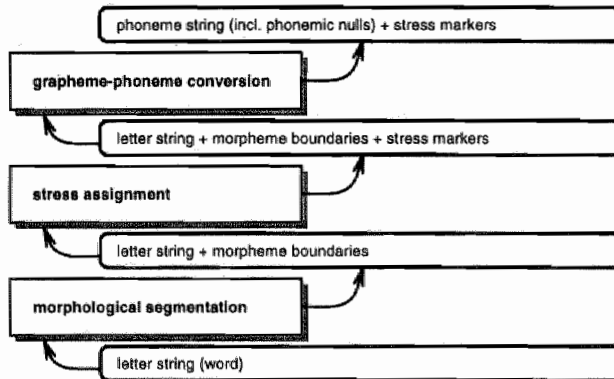 phoneme string (incl. phonemic nulls) + stress markers
grapheme-phoneme conversion
letter string + morpheme boundaries + stress markers
stress assignment
letter string + morpheme boundaries
morphological segmentation
letter string (word)